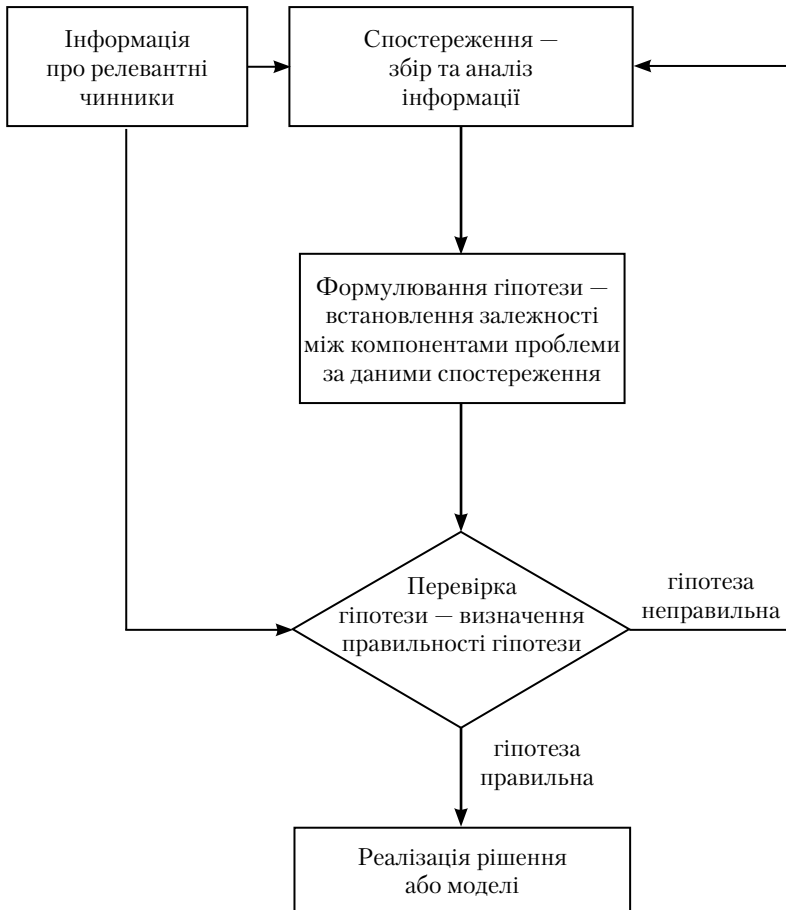 Інформація
про релевантні
чинники
Спостереження —
збір та аналіз
інформації
Формулювання гіпотези —
встановлення залежності
між компонентами проблеми
за даними спостереження
Перевірка
гіпотези — визначення
правильності гіпотези
гіпотеза
неправильна
гіпотеза
правильна
Реалізація рішення
або моделі